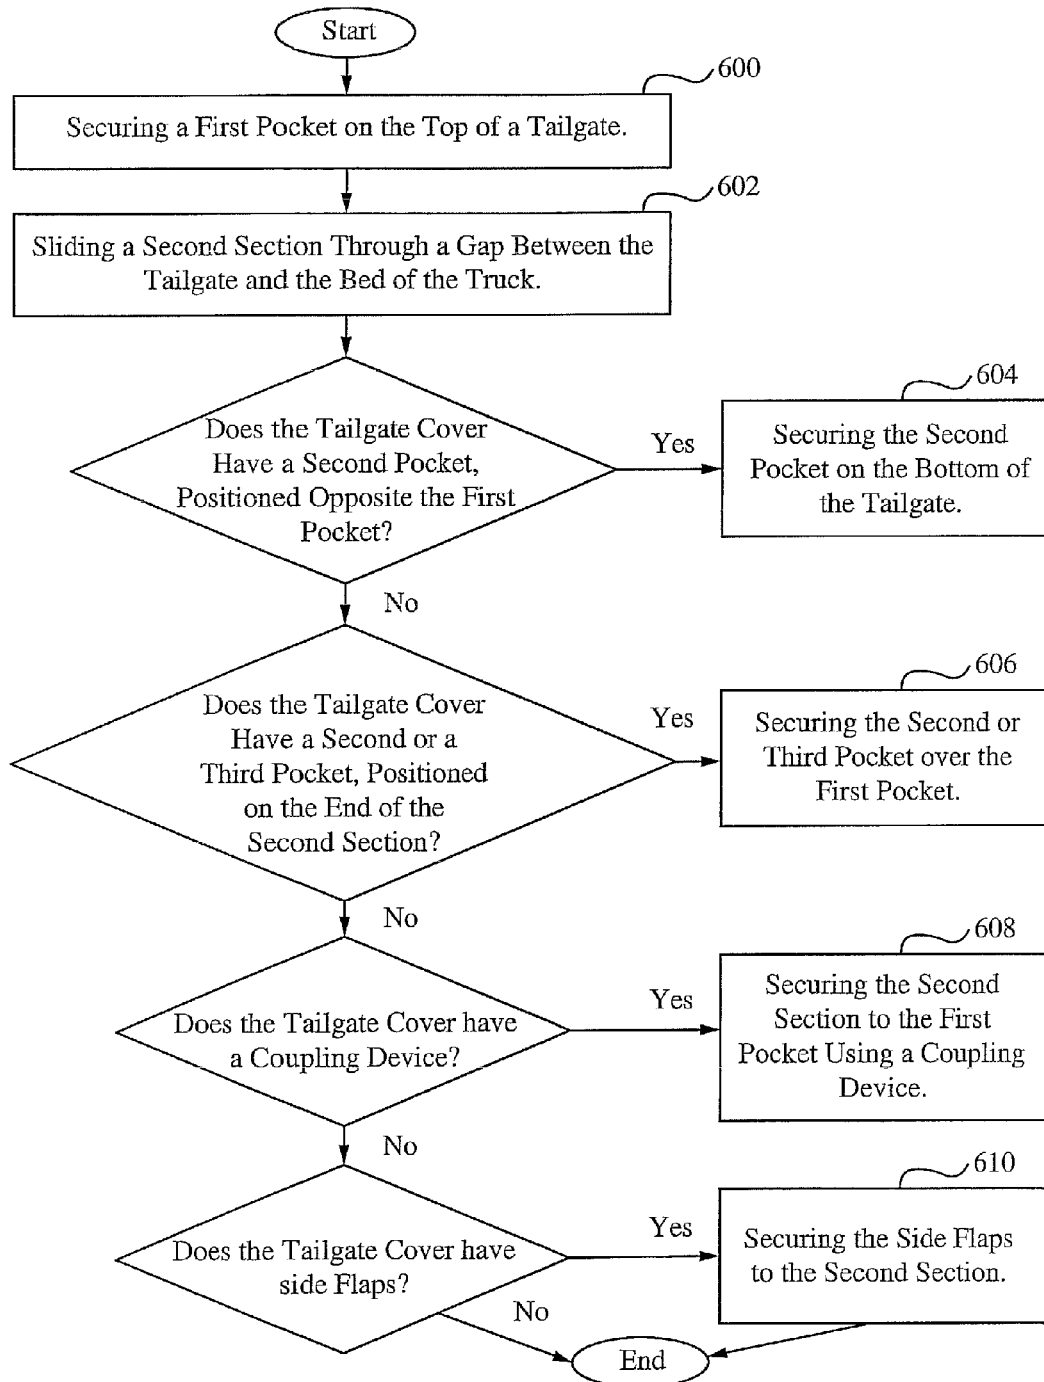 Start
600
Securing a First Pocket on the Top of a Tailgate.
602
Sliding a Second Section Through a Gap Between the
Tailgate and the Bed of the Truck.
604
Does the Tailgate Cover
Have a Second Pocket,
Positioned Opposite the First
Pocket?
Yes
Securing the Second
Pocket on the Bottom of
the Tailgate.
No
606
Does the Tailgate Cover
Have a Second or a
Third Pocket, Positioned
on the End of the
Second Section?
Yes
Securing the Second or
Third Pocket over the
First Pocket.
No
608
Does the Tailgate Cover have
a Coupling Device?
Yes
Securing the Second
Section to the First
Pocket Using a Coupling
Device.
No
610
Does the Tailgate Cover have
side Flaps?
Yes
Securing the Side Flaps
to the Second Section.
No
End